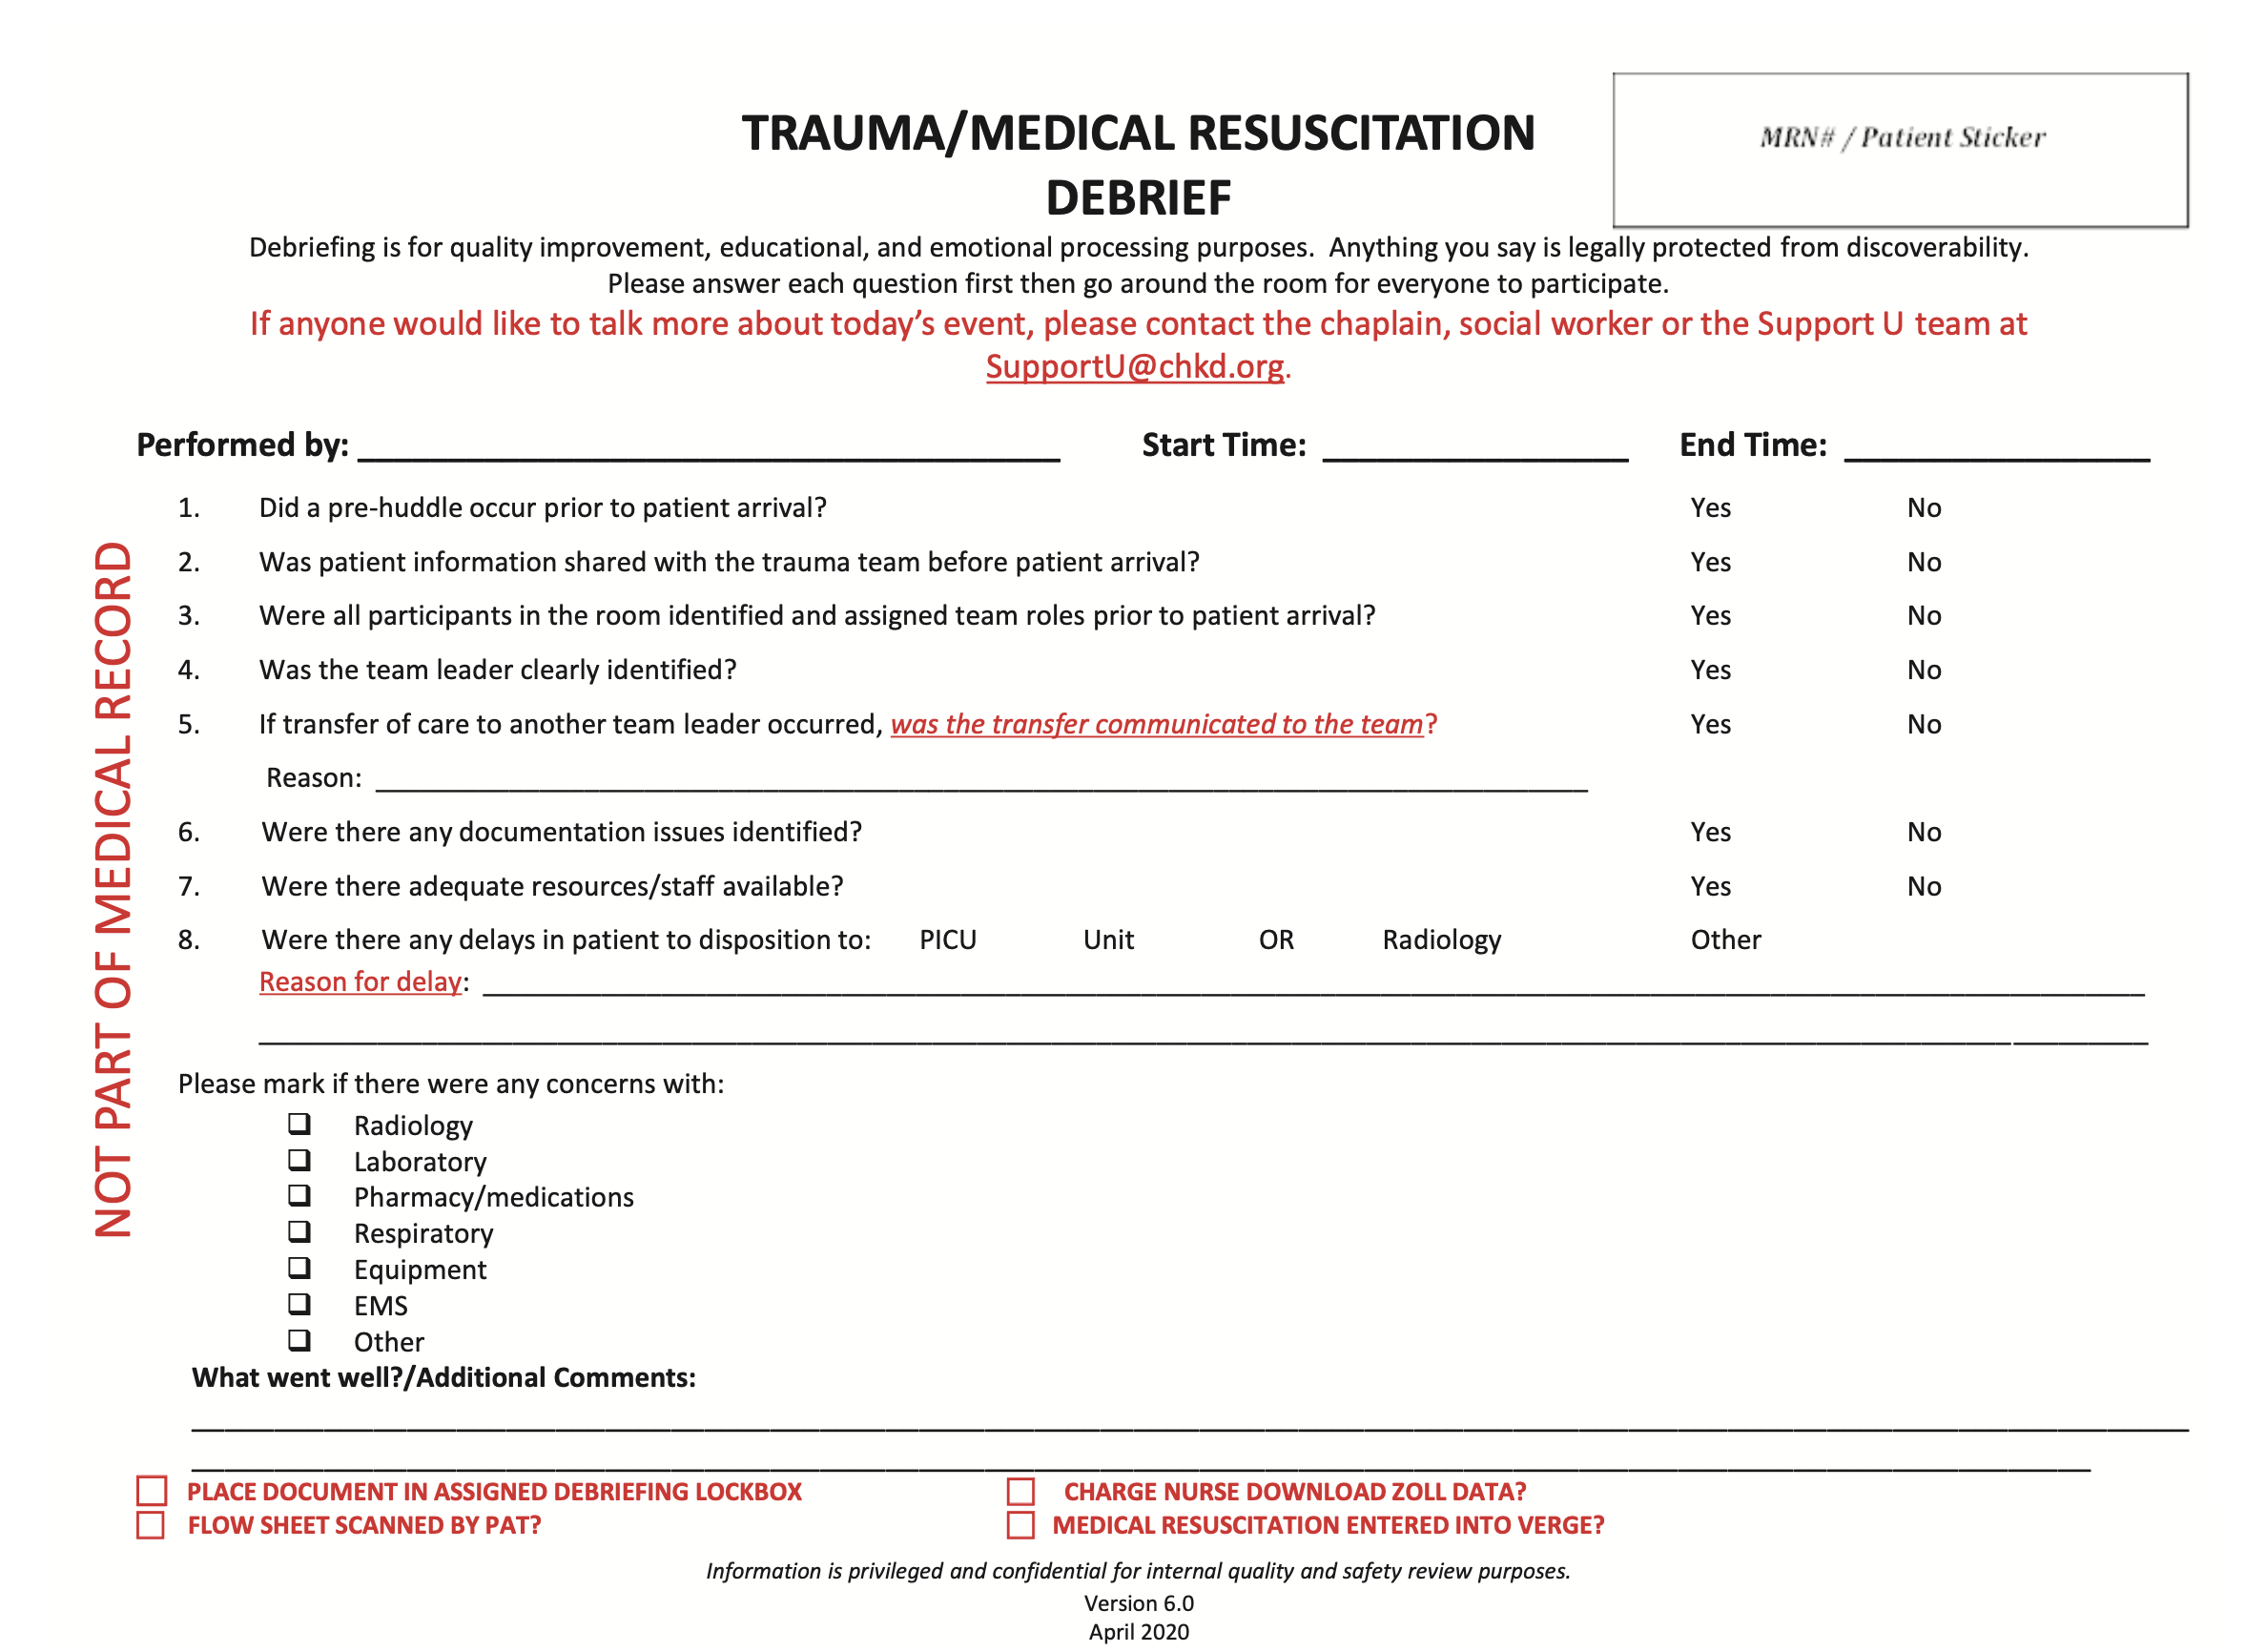 MRN# / Patient Sticker
TRAUMA/MEDICAL RESUSCITATION
DEBRIEF
Debriefing is for quality improvement, educational, and emotional processing purposes.  Anything you say is legally protected from discoverability.
Please answer each question first then go around the room for everyone to participate.
If anyone would like to talk more about today’s event, please contact the chaplain, social worker or the Support U team at
SupportU@chkd.org.
Performed by: Start Time: End Time:
NOT PART OF MEDICAL RECORD
1. Did a pre-huddle occur prior to patient arrival? Yes No
2. Was patient information shared with the trauma team before patient arrival? Yes No
3. Were all participants in the room identified and assigned team roles prior to patient arrival? Yes No
4. Was the team leader clearly identified? Yes No
5. If transfer of care to another team leader occurred, was the transfer communicated to the team? Yes No
Reason:
6. Were there any documentation issues identified? Yes No
7. Were there adequate resources/staff available? Yes No
8. Were there any delays in patient to disposition to: PICU Unit OR Radiology Other
Reason for delay:
Please mark if there were any concerns with:
❑ Radiology
❑ Laboratory
❑ Pharmacy/medications
❑ Respiratory
❑ Equipment
❑ EMS
❑ Other
What went well?/Additional Comments:
☐ PLACE DOCUMENT IN ASSIGNED DEBRIEFING LOCKBOX ☐ CHARGE NURSE DOWNLOAD ZOLL DATA?
☐ FLOW SHEET SCANNED BY PAT? ☐ MEDICAL RESUSCITATION ENTERED INTO VERGE?
Information is privileged and confidential for internal quality and safety review purposes.
Version 6.0
April 2020